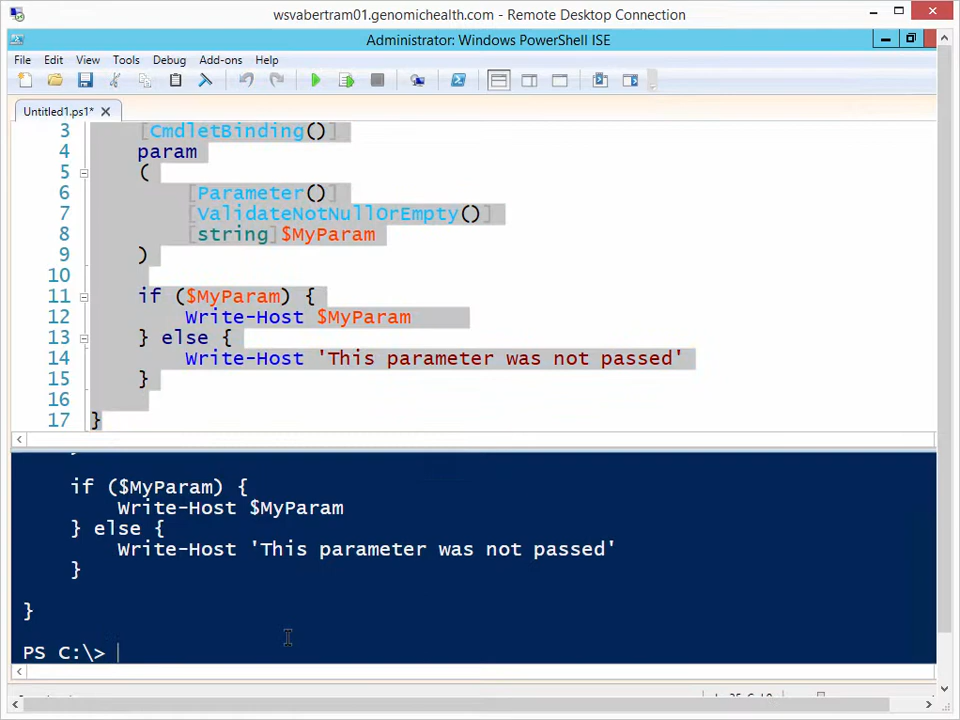 wsvabertram01.genomichealth.com - Remote Desktop Connection
Administrator: Windows PowerShell ISE
File Edit View Tools Debug Add-ons Help
Untitled1.ps1*
3 [CmdletBinding()]
4 param
5 (
6 [Parameter()]
7 [ValidateNotNullOrEmpty()]
8 [string]$MyParam
9 )
10
11 if ($MyParam) {
12 Write-Host $MyParam
13 } else {
14 Write-Host 'This parameter was not passed'
15 }
16
17 }
if ($MyParam) {
Write-Host $MyParam
} else {
Write-Host 'This parameter was not passed'
}
}
PS C:\>